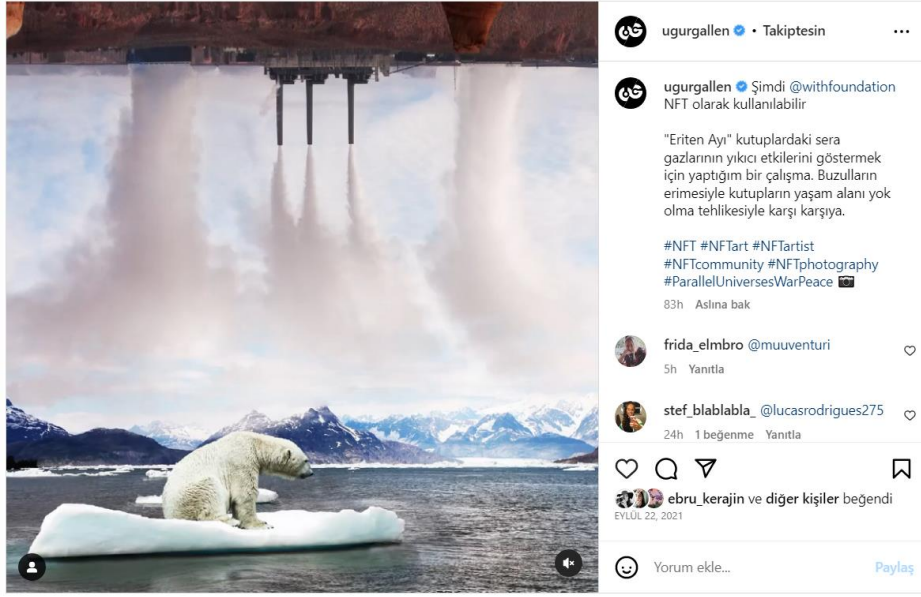 ugurgallen • Takiptesin
ugurgallen Şimdi @withfoundation
NFT olarak kullanılabilir
"Eriten Ayı" kutuplardaki sera
gazlarının yıkıcı etkilerini göstermek
için yaptığım bir çalışma. Buzulların
erimesiyle kutupların yaşam alanı yok
olma tehlikesiyle karşı karşıya.
#NFT #NFTart #NFTartist
#NFTcommunity #NFTphotography
#ParallelUniversesWarPeace
83h Aslına bak
frida_elmbro @muuventuri
5h Yanıtla
stef_blablabla_ @lucasrodrigues275
24h 1 beğenme Yanıtla
ebru_kerajin ve diğer kişiler beğendi
EYLÜL 22, 2021
Yorum ekle...
Paylaş